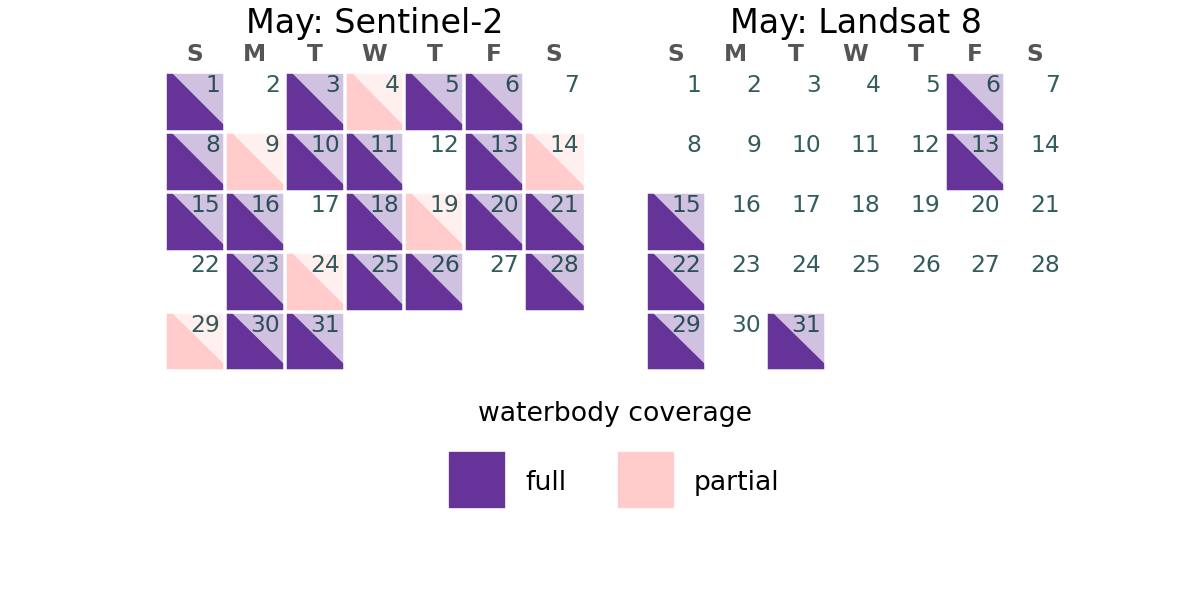 May: Sentinel-2
S M T W T F S
1 2 3 4 5 6 7
8 9 10 11 12 13 14
15 16 17 18 19 20 21
22 23 24 25 26 27 28
29 30 31
May: Landsat 8
S M T W T F S
1 2 3 4 5 6 7
8 9 10 11 12 13 14
15 16 17 18 19 20 21
22 23 24 25 26 27 28
29 30 31
waterbody coverage
full
partial